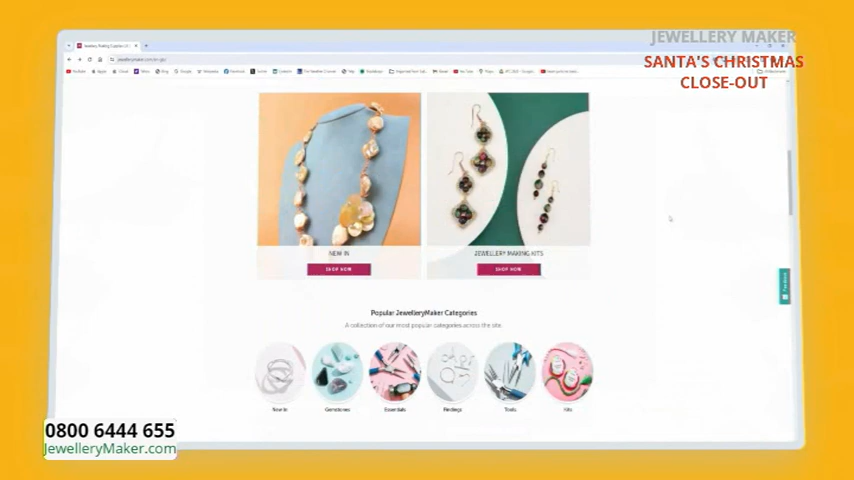 JEWELLERY MAKER
SANTA'S CHRISTMAS
CLOSE-OUT
NEW IN
SHOP NOW
JEWELLERY MAKING KITS
SHOP NOW
Feedback
Popular JewelleryMaker Categories
A collection of our most popular categories across the site.
New In
Gemstones
Essentials
Findings
Tools
Kits
0800 6444 655
JewelleryMaker.com